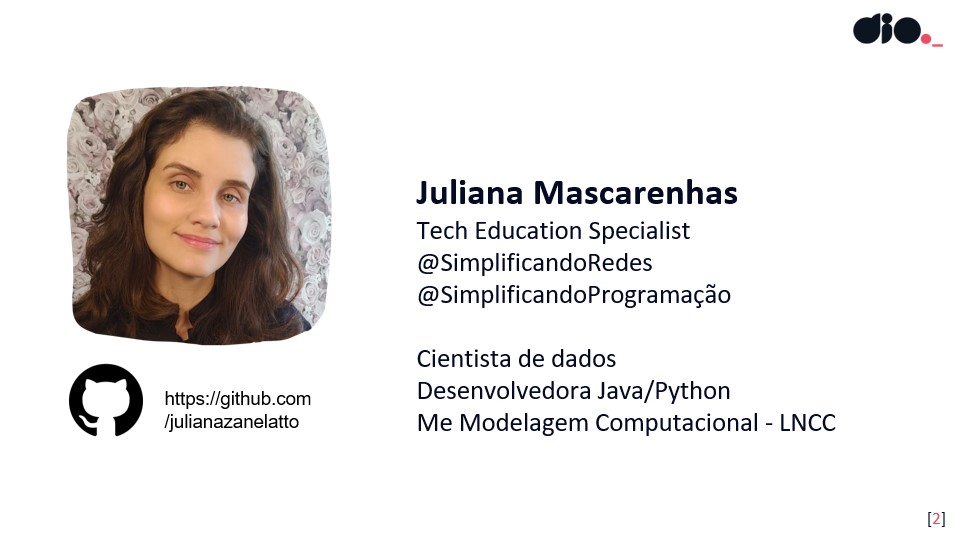 dio._
Juliana Mascarenhas
Tech Education Specialist
@SimplificandoRedes
@SimplificandoProgramação
Cientista de dados
Desenvolvedora Java/Python
Me Modelagem Computacional - LNCC
https://github.com
/julianazanelatto
[2]